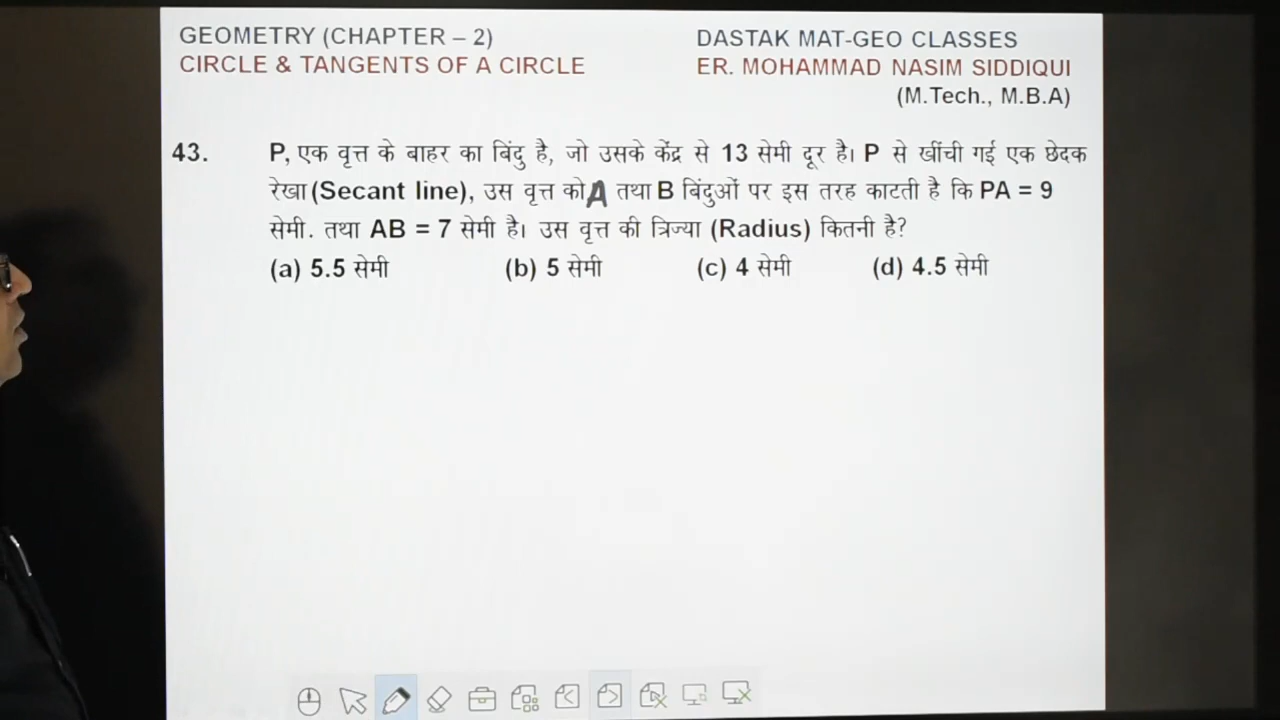 GEOMETRY (CHAPTER – 2)
CIRCLE & TANGENTS OF A CIRCLE
DASTAK MAT-GEO CLASSES
ER. MOHAMMAD NASIM SIDDIQUI
(M.Tech., M.B.A)
43. P, एक वृत्त के बाहर का बिंदु है, जो उसके केंद्र से 13 सेमी दूर है। P से खींची गई एक छेदक
रेखा (Secant line), उस वृत्त को A तथा B बिंदुओं पर इस तरह काटती है कि PA = 9
सेमी. तथा AB = 7 सेमी है। उस वृत्त की त्रिज्या (Radius) कितनी है?
(a) 5.5 सेमी (b) 5 सेमी (c) 4 सेमी (d) 4.5 सेमी